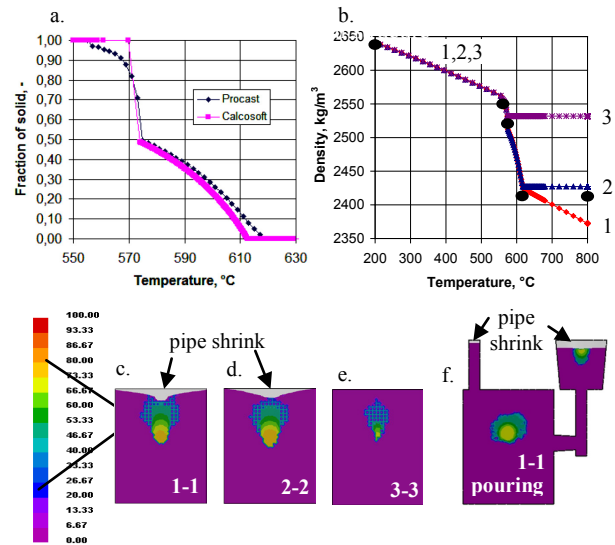 a.
Fraction of solid, -
1,00
0,90
0,80
0,70
0,60
0,50
0,40
0,30
0,20
0,10
0,00
550
570
590
610
630
Temperature, °C
Procast
Calcosoft
b.
Density, kg/m3
2650
2600
2550
2500
2450
2400
2350
200 300 400 500 600 700 800
Temperature, °C
1,2,3
3
2
1
100.00
93.33
86.67
80.00
73.33
66.67
60.00
53.33
46.67
40.00
33.33
26.67
20.00
13.33
6.67
0.00
pipe shrink
c.
1-1
d.
2-2
e.
3-3
pipe
shrink
f.
1-1
pouring